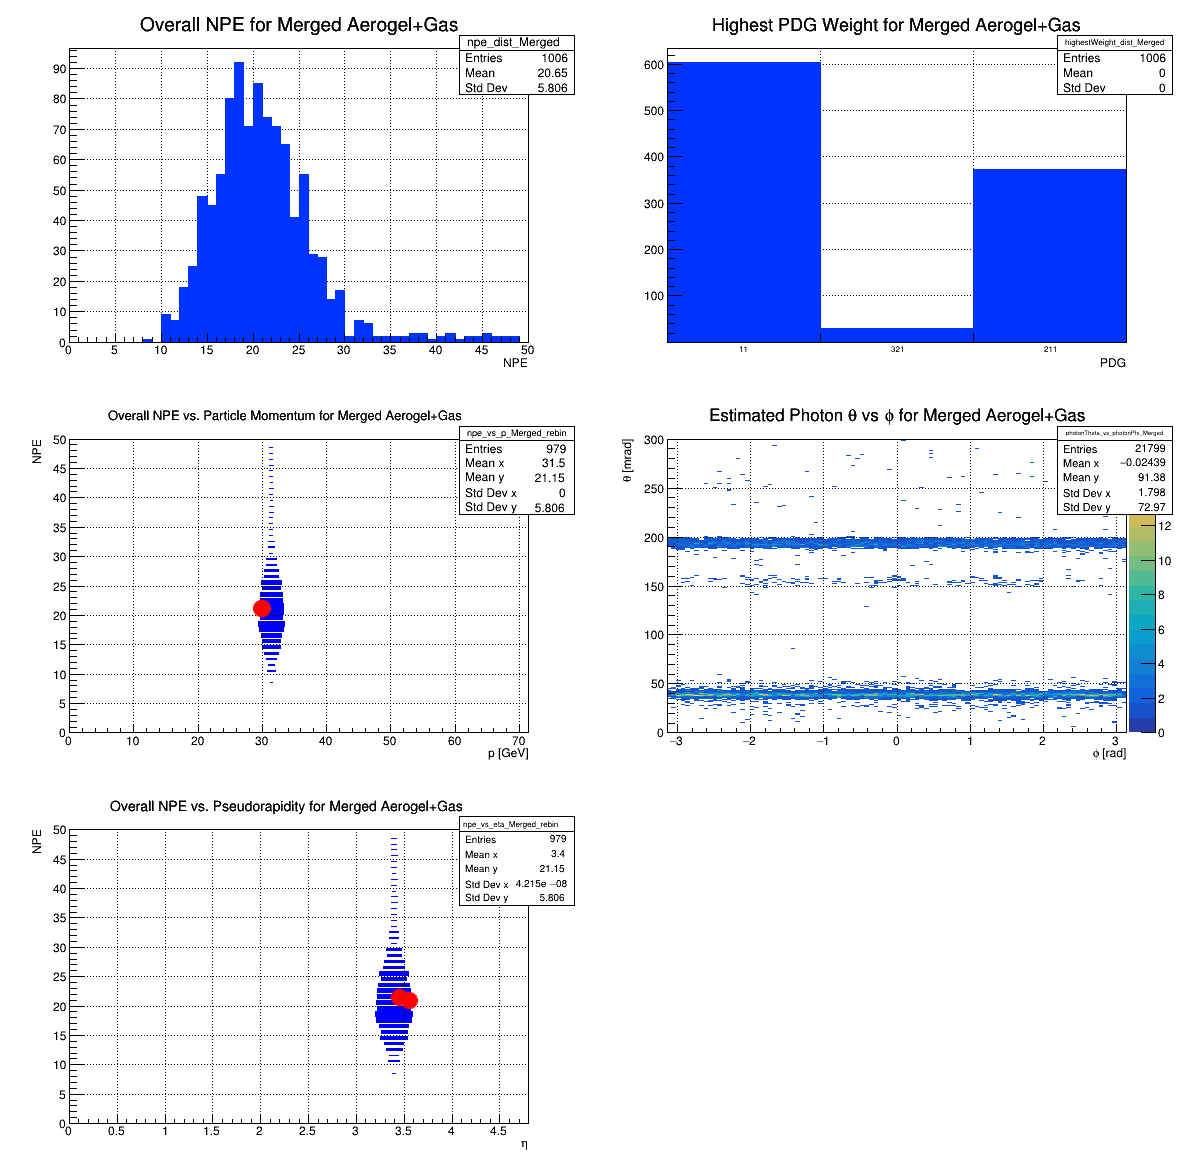 Overall NPE for Merged Aerogel+Gas
npe_dist_Merged
Entries 1006
Mean 20.65
Std Dev 5.806
90
80
70
60
50
40
30
20
10
0
0 5 10 15 20 25 30 35 40 45 50
NPE
Highest PDG Weight for Merged Aerogel+Gas
highestWeight_dist_Merged
Entries 1006
Mean 0
Std Dev 0
600
500
400
300
200
100
11 321 211
PDG
Overall NPE vs. Particle Momentum for Merged Aerogel+Gas
npe_vs_p_Merged_rebin
Entries 979
Mean x 31.5
Mean y 21.15
Std Dev x 0
Std Dev y 5.806
NPE
50
45
40
35
30
25
20
15
10
5
0
0 10 20 30 40 50 60 70
p [GeV]
Estimated Photon θ vs ϕ for Merged Aerogel+Gas
photonTheta_vs_photonPhi_Merged
Entries 21799
Mean x −0.02439
Mean y 91.38
Std Dev x 1.798
Std Dev y 72.97
θ [mrad]
300
250
200
150
100
50
0
−3 −2 −1 0 1 2 3
ϕ [rad]
12
10
8
6
4
2
0
Overall NPE vs. Pseudorapidity for Merged Aerogel+Gas
npe_vs_eta_Merged_rebin
Entries 979
Mean x 3.4
Mean y 21.15
Std Dev x 4.215e −08
Std Dev y 5.806
NPE
50
45
40
35
30
25
20
15
10
5
0
0 0.5 1 1.5 2 2.5 3 3.5 4 4.5
η